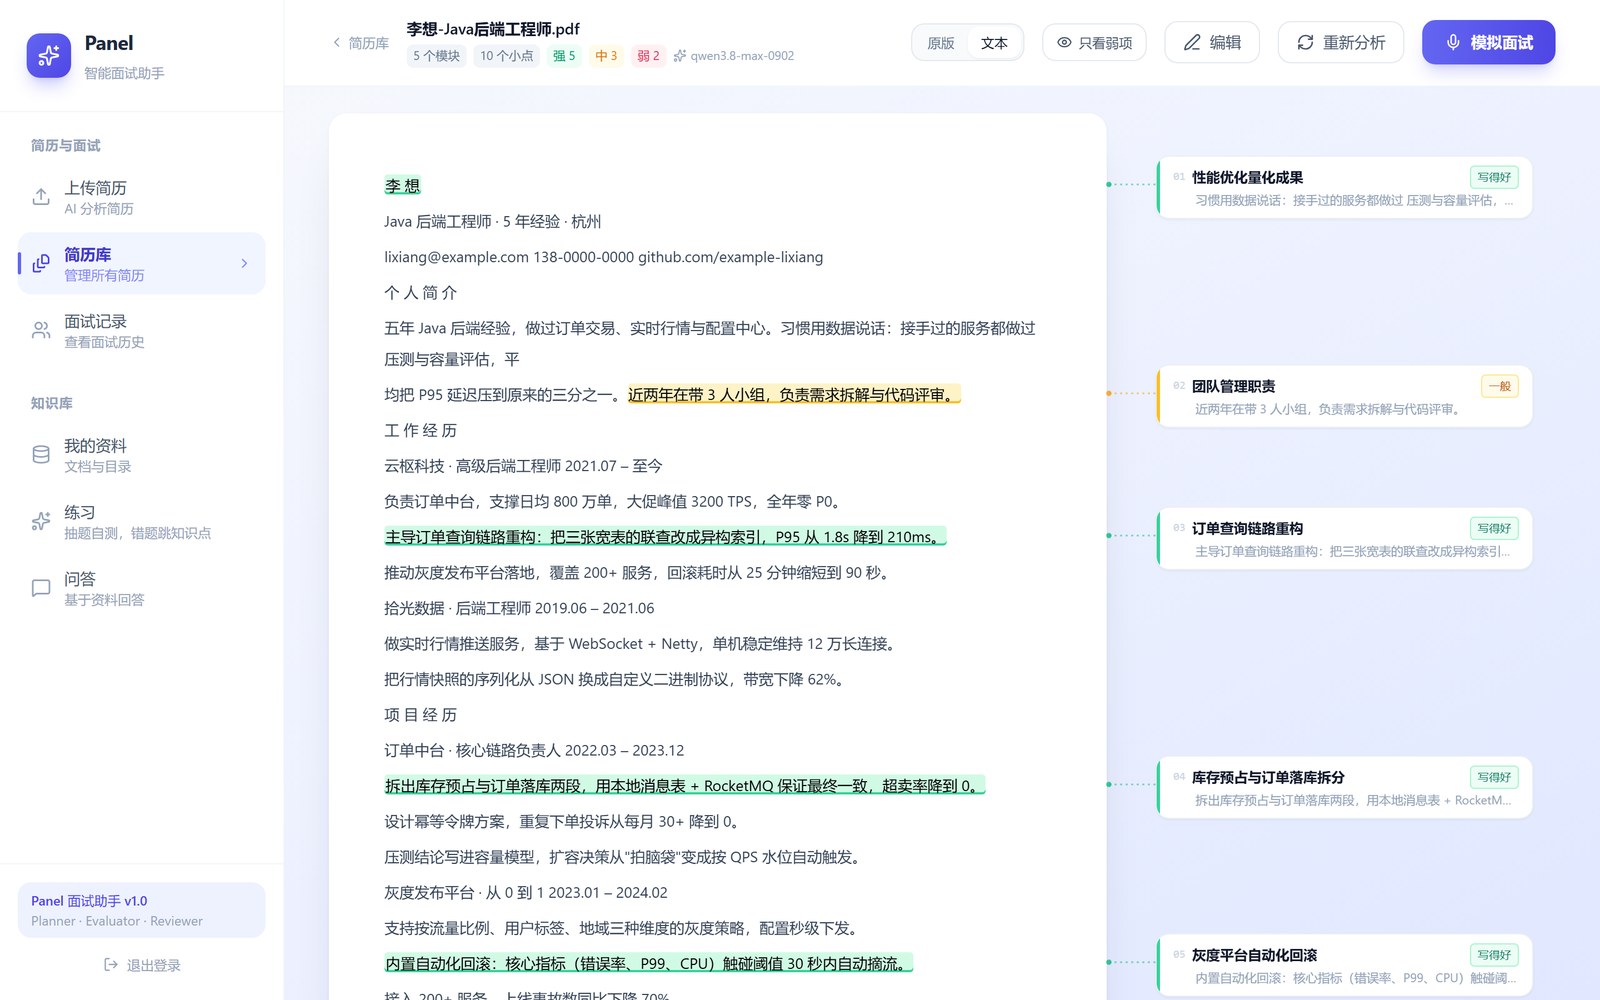 Panel
智能面试助手
简历与面试
上传简历
AI 分析简历
简历库
管理所有简历
面试记录
查看面试历史
知识库
我的资料
文档与目录
练习
抽题自测，错题跳知识点
问答
基于资料回答
Panel 面试助手 v1.0
Planner · Evaluator · Reviewer
退出登录
简历库
李想-Java后端工程师.pdf
5 个模块 10 个小点 强 5 中 3 弱 2 qwen3.8-max-0902
原版 文本 只看弱项 编辑 重新分析 模拟面试
李 想
Java 后端工程师 · 5 年经验 · 杭州
lixiang@example.com 138-0000-0000 github.com/example-lixiang
个 人 简 介
五年 Java 后端经验，做过订单交易、实时行情与配置中心。习惯用数据说话：接手过的服务都做过
压测与容量评估，平
均把 P95 延迟压到原来的三分之一。近两年在带 3 人小组，负责需求拆解与代码评审。
工 作 经 历
云枢科技 · 高级后端工程师 2021.07 – 至今
负责订单中台，支撑日均 800 万单，大促峰值 3200 TPS，全年零 P0。
主导订单查询链路重构：把三张宽表的联查改成异构索引，P95 从 1.8s 降到 210ms。
推动灰度发布平台落地，覆盖 200+ 服务，回滚耗时从 25 分钟缩短到 90 秒。
拾光数据 · 后端工程师 2019.06 – 2021.06
做实时行情推送服务，基于 WebSocket + Netty，单机稳定维持 12 万长连接。
把行情快照的序列化从 JSON 换成自定义二进制协议，带宽下降 62%。
项 目 经 历
订单中台 · 核心链路负责人 2022.03 – 2023.12
拆出库存预占与订单落库两段，用本地消息表 + RocketMQ 保证最终一致，超卖率降到 0。
设计幂等令牌方案，重复下单投诉从每月 30+ 降到 0。
压测结论写进容量模型，扩容决策从"拍脑袋"变成按 QPS 水位自动触发。
灰度发布平台 · 从 0 到 1 2023.01 – 2024.02
支持按流量比例、用户标签、地域三种维度的灰度策略，配置秒级下发。
内置自动化回滚：核心指标（错误率、P99、CPU）触碰阈值 30 秒内自动摘流。
接入 200+ 服务，上线事故数同比下降 70%
01 性能优化量化成果 写得好
习惯用数据说话：接手过的服务都做过 压测与容量评估，...
02 团队管理职责 一般
近两年在带 3 人小组，负责需求拆解与代码评审。
03 订单查询链路重构 写得好
主导订单查询链路重构：把三张宽表的联查改成异构索引...
04 库存预占与订单落库拆分 写得好
拆出库存预占与订单落库两段，用本地消息表 + RocketM...
05 灰度平台自动化回滚 写得好
内置自动化回滚：核心指标（错误率、P99、CPU）触碰阈...